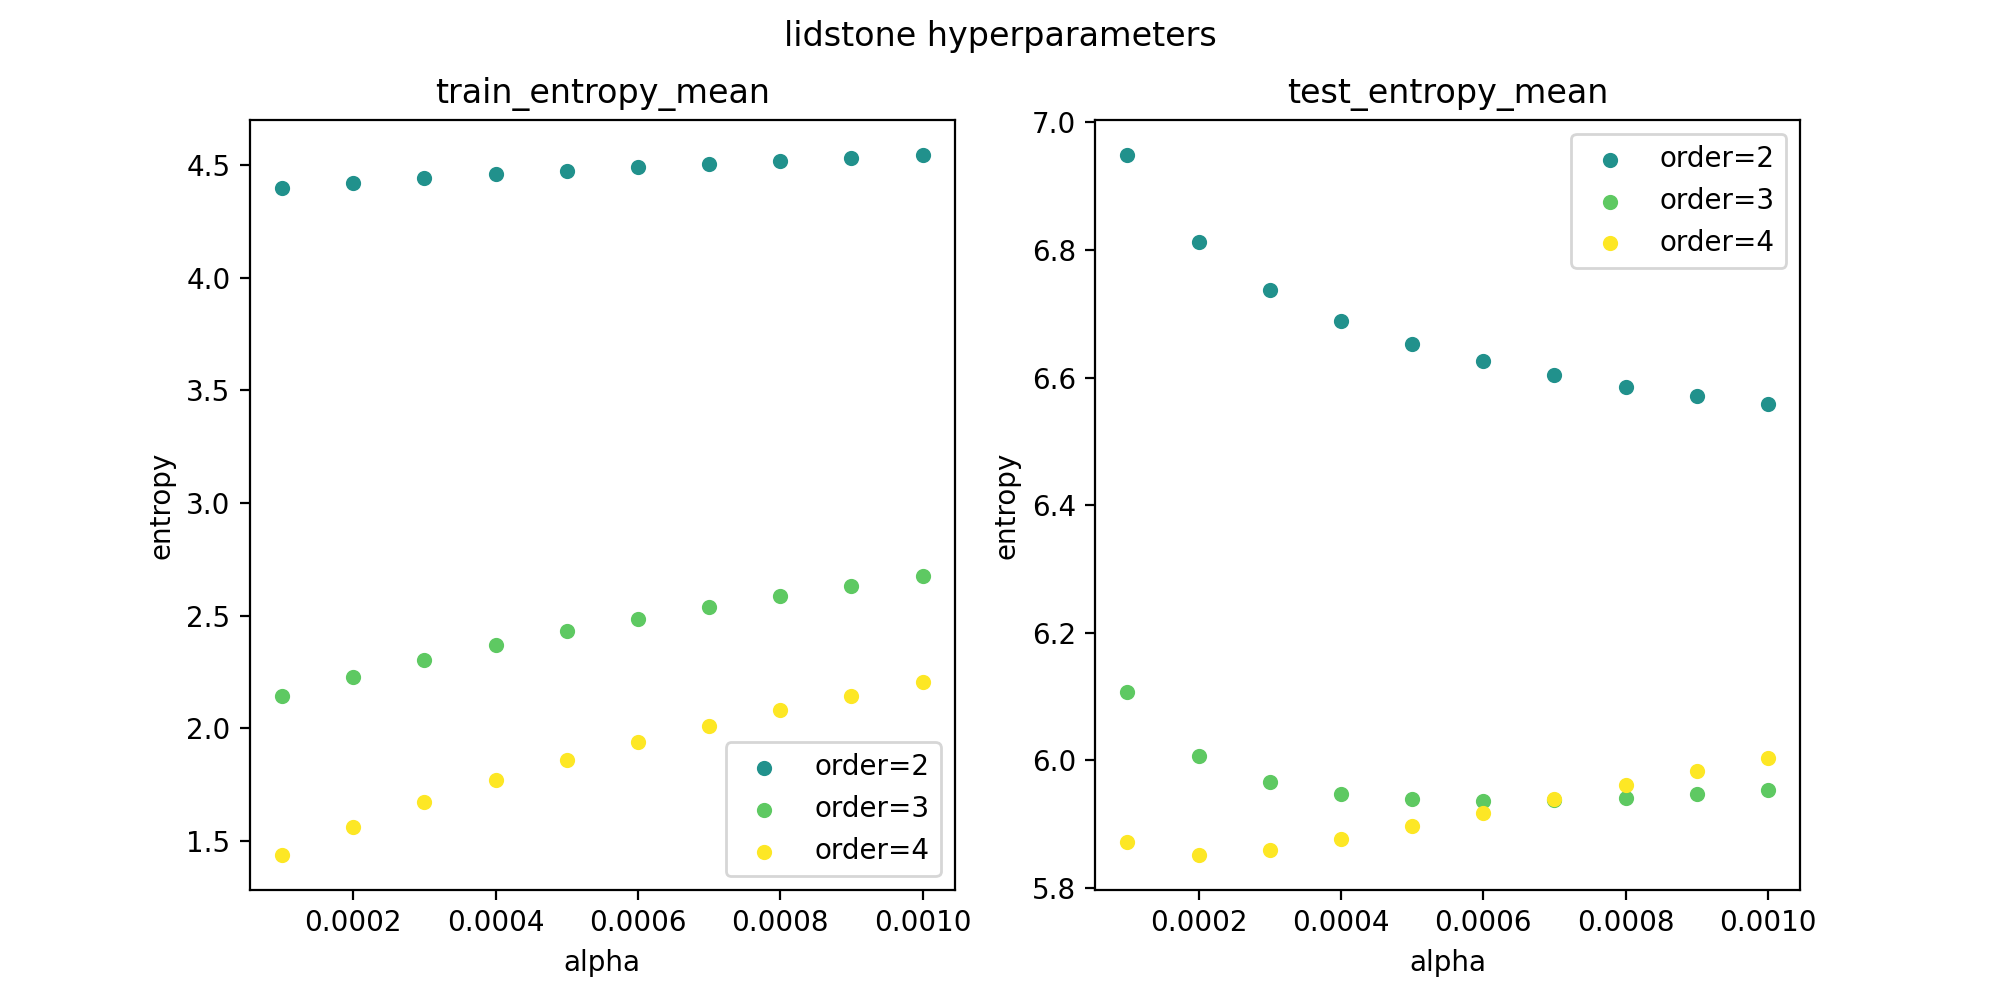 lidstone hyperparameters
train_entropy_mean
4.5
4.0
3.5
3.0
2.5
2.0
1.5
entropy
order=2
order=3
order=4
0.0002 0.0004 0.0006 0.0008 0.0010
alpha
test_entropy_mean
7.0
6.8
6.6
6.4
6.2
6.0
5.8
entropy
order=2
order=3
order=4
0.0002 0.0004 0.0006 0.0008 0.0010
alpha